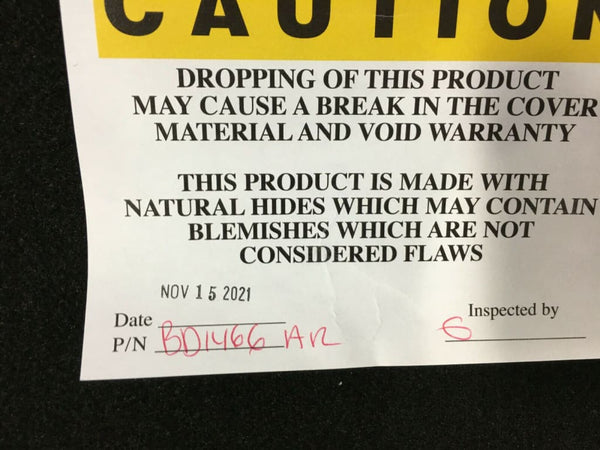 CAUTION
DROPPING OF THIS PRODUCT
MAY CAUSE A BREAK IN THE COVER
MATERIAL AND VOID WARRANTY
THIS PRODUCT IS MADE WITH
NATURAL HIDES WHICH MAY CONTAIN
BLEMISHES WHICH ARE NOT
CONSIDERED FLAWS
NOV 15 2021
Date
Inspected by
P/N BD1466 AR
6